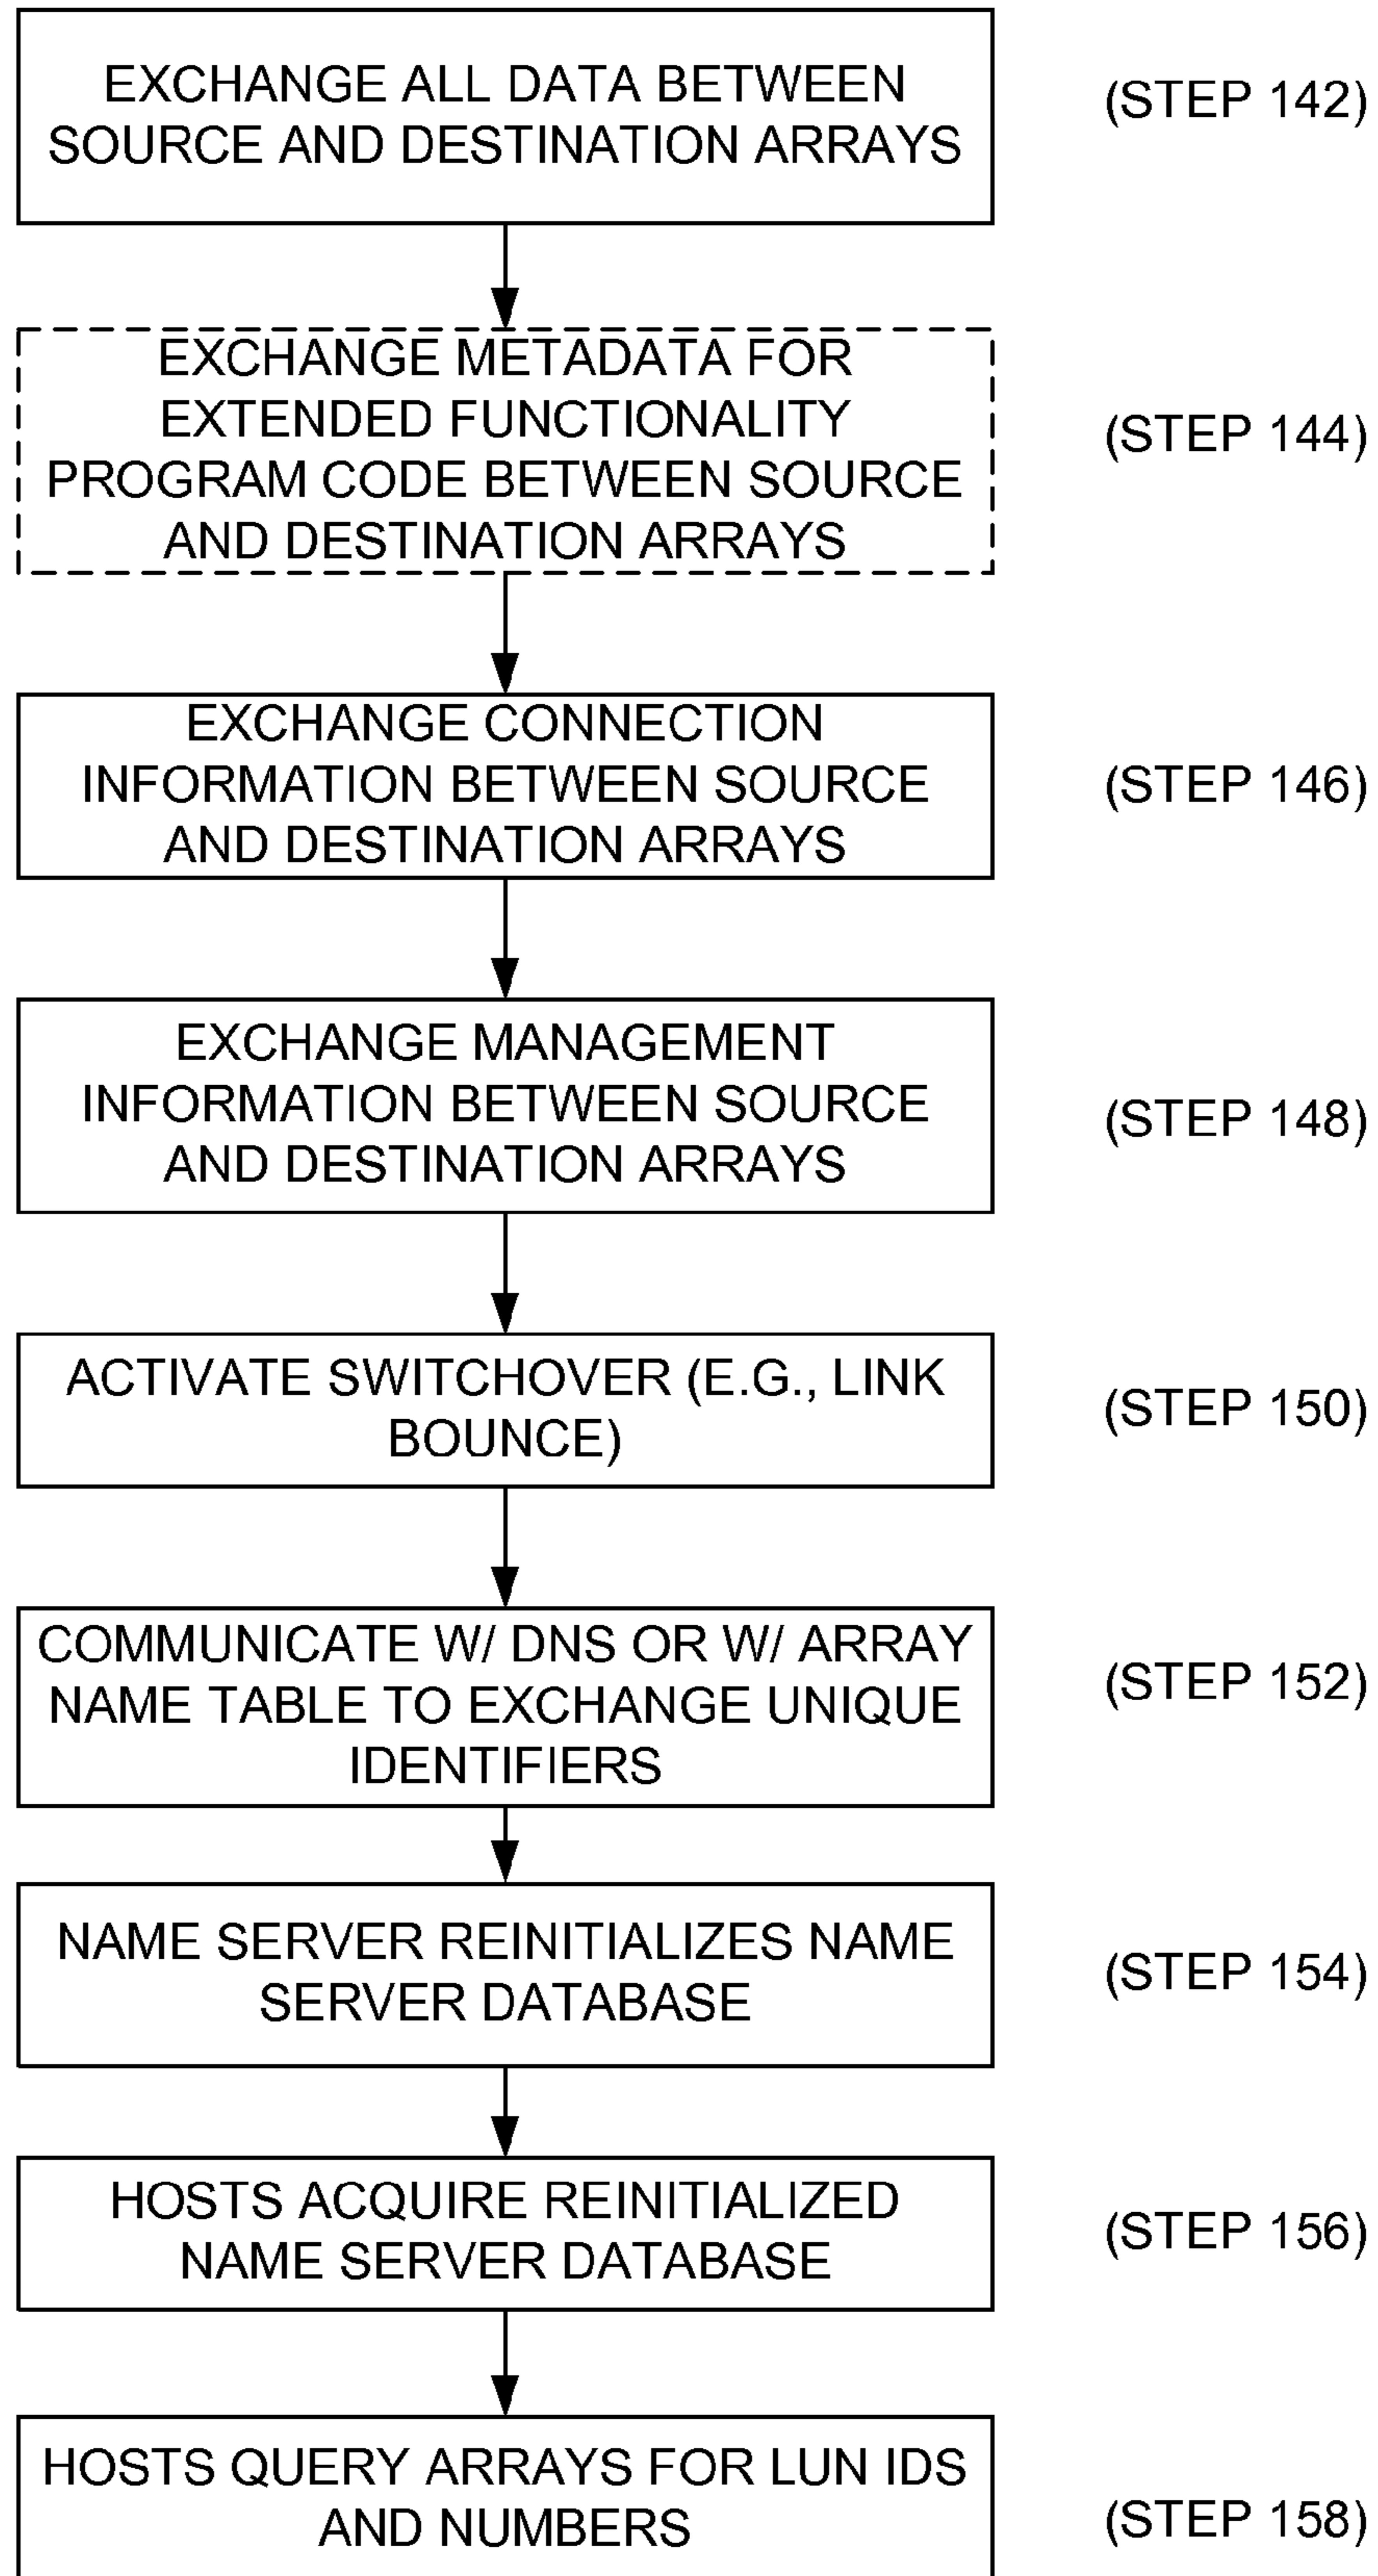 EXCHANGE ALL DATA BETWEEN
SOURCE AND DESTINATION ARRAYS
(STEP 142)
EXCHANGE METADATA FOR
EXTENDED FUNCTIONALITY
PROGRAM CODE BETWEEN SOURCE
AND DESTINATION ARRAYS
(STEP 144)
EXCHANGE CONNECTION
INFORMATION BETWEEN SOURCE
AND DESTINATION ARRAYS
(STEP 146)
EXCHANGE MANAGEMENT
INFORMATION BETWEEN SOURCE
AND DESTINATION ARRAYS
(STEP 148)
ACTIVATE SWITCHOVER (E.G., LINK
BOUNCE)
(STEP 150)
COMMUNICATE W/ DNS OR W/ ARRAY
NAME TABLE TO EXCHANGE UNIQUE
IDENTIFIERS
(STEP 152)
NAME SERVER REINITIALIZES NAME
SERVER DATABASE
(STEP 154)
HOSTS ACQUIRE REINITIALIZED
NAME SERVER DATABASE
(STEP 156)
HOSTS QUERY ARRAYS FOR LUN IDS
AND NUMBERS
(STEP 158)